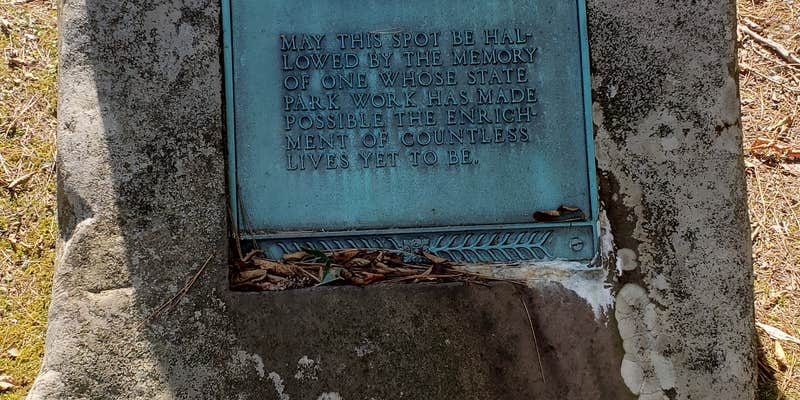 MAY THIS SPOT BE HAL-
LOWED BY THE MEMORY
OF ONE WHOSE STATE
PARK WORK HAS MADE
POSSIBLE THE ENRICH-
MENT OF COUNTLESS
LIVES YET TO BE.